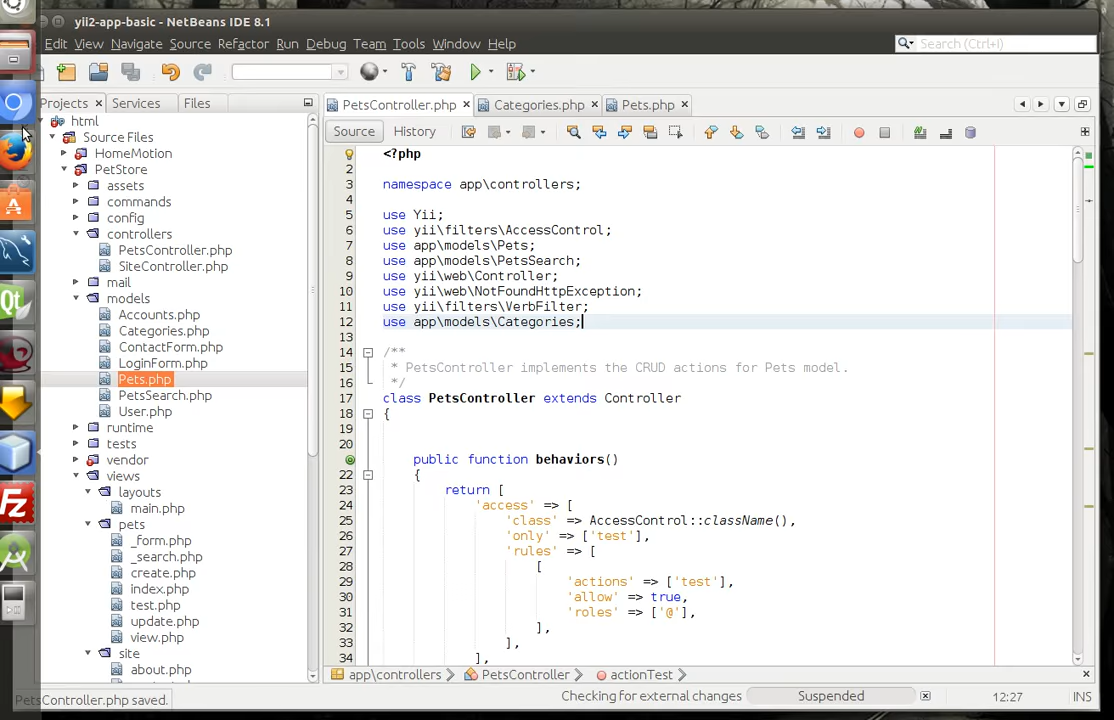 yii2-app-basic - NetBeans IDE 8.1
Edit View Navigate Source Refactor Run Debug Team Tools Window Help
Search (Ctrl+I)
Projects Services Files
PetsController.php Categories.php Pets.php
Source History
html
Source Files
HomeMotion
PetStore
assets
commands
config
controllers
PetsController.php
SiteController.php
mail
models
Accounts.php
Categories.php
ContactForm.php
LoginForm.php
Pets.php
PetsSearch.php
User.php
runtime
tests
vendor
views
layouts
main.php
pets
_form.php
_search.php
create.php
index.php
test.php
update.php
view.php
site
about.php
<?php
2
3 namespace app\controllers;
4
5 use Yii;
6 use yii\filters\AccessControl;
7 use app\models\Pets;
8 use app\models\PetsSearch;
9 use yii\web\Controller;
10 use yii\web\NotFoundHttpException;
11 use yii\filters\VerbFilter;
12 use app\models\Categories;
13
14 /**
15 * PetsController implements the CRUD actions for Pets model.
16 */
17 class PetsController extends Controller
18 {
19
20
public function behaviors()
22 {
23 return [
24 'access' => [
25 'class' => AccessControl::className(),
26 'only' => ['test'],
27 'rules' => [
28 [
29 'actions' => ['test'],
30 'allow' => true,
31 'roles' => ['@'],
32 ],
33 ],
34 ],
app\controllers PetsController actionTest
PetsController.php saved.
Checking for external changes Suspended 12:27 INS